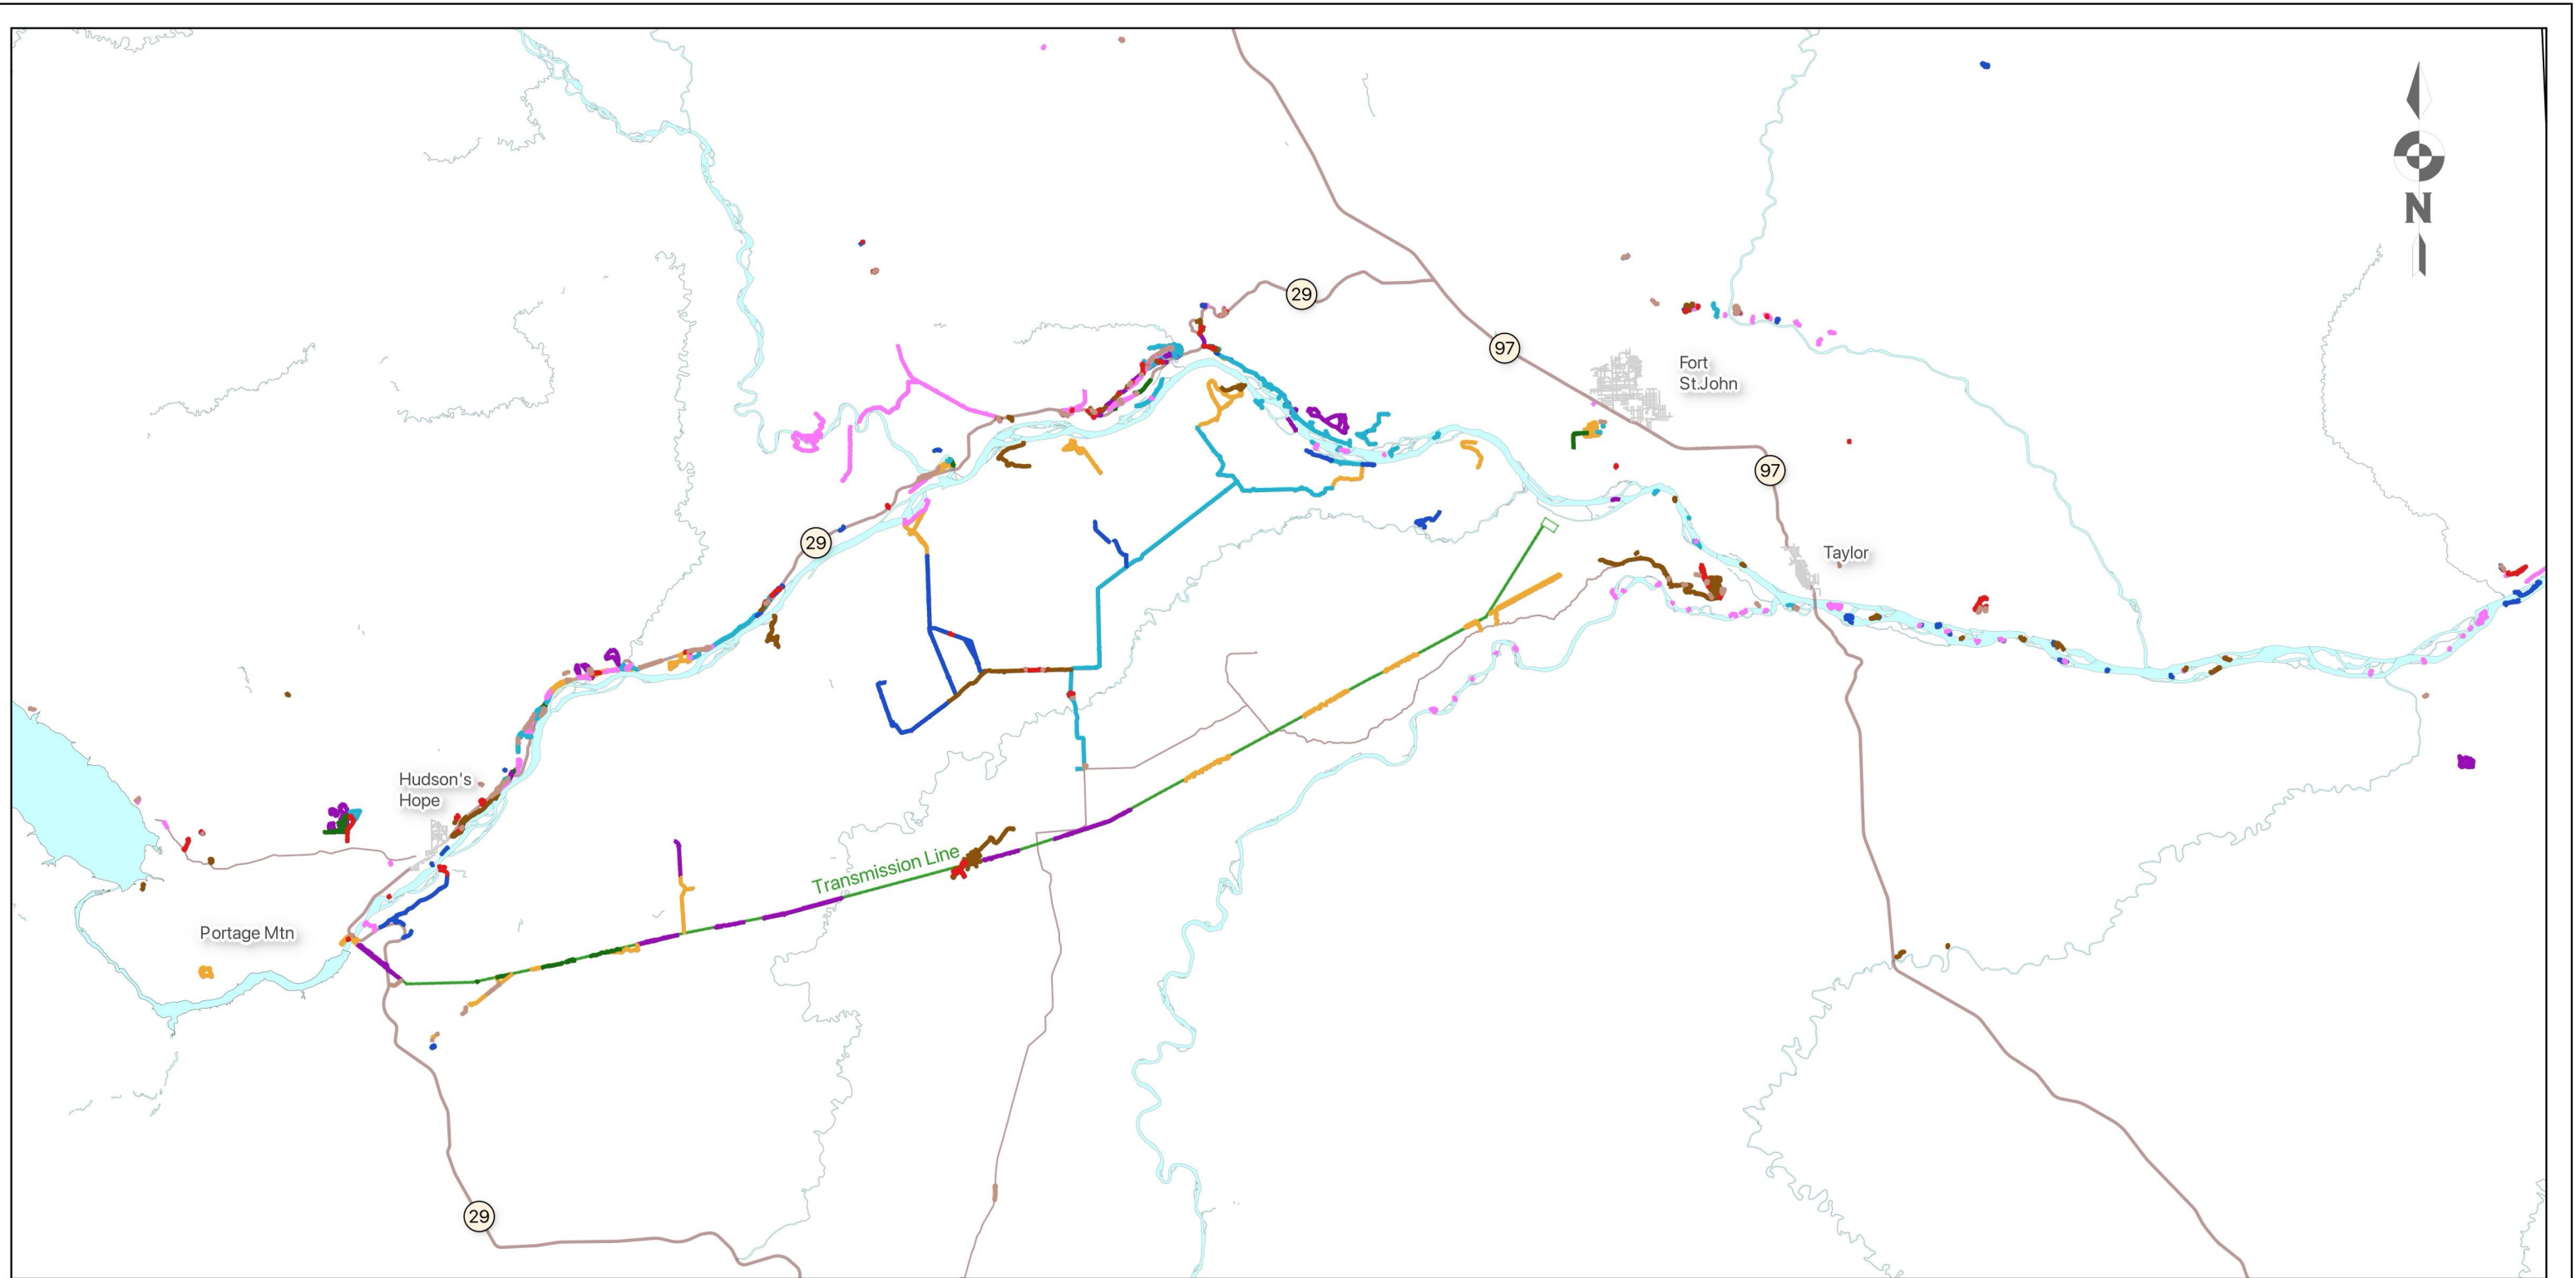 N
29
97
Fort
St.John
97
29
Taylor
Hudson's
Hope
Transmission Line
Portage Mtn
29